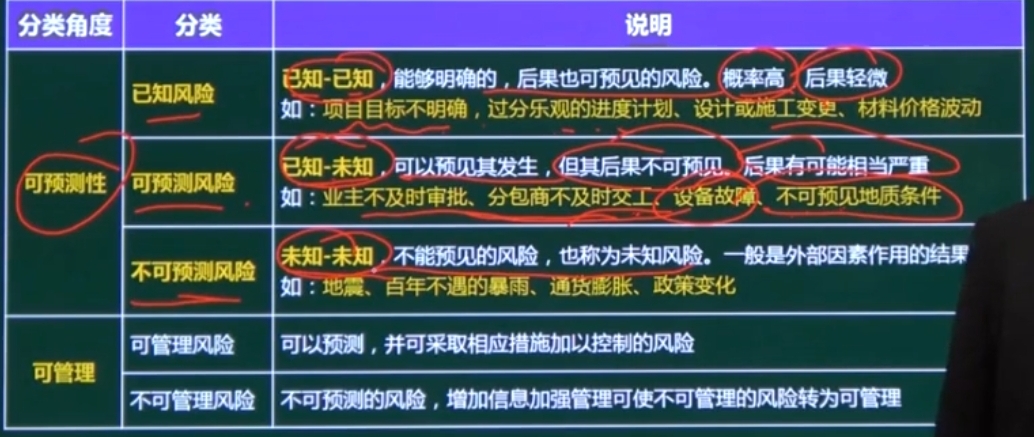 分类角度 分类 说明
可预测性
已知风险
已知-已知，能够明确的，后果也可预见的风险。概率高、后果轻微
如：项目目标不明确，过分乐观的进度计划、设计或施工变更、材料价格波动
可预测风险
已知-未知，可以预见其发生，但其后果不可预见。后果有可能相当严重
如：业主不及时审批、分包商不及时交工、设备故障、不可预见地质条件
不可预测风险
未知-未知，不能预见的风险，也称为未知风险。一般是外部因素作用的结果
如：地震、百年不遇的暴雨、通货膨胀、政策变化
可管理
可管理风险
可以预测，并可采取相应措施加以控制的风险
不可管理风险
不可预测的风险，增加信息加强管理可使不可管理的风险转为可管理